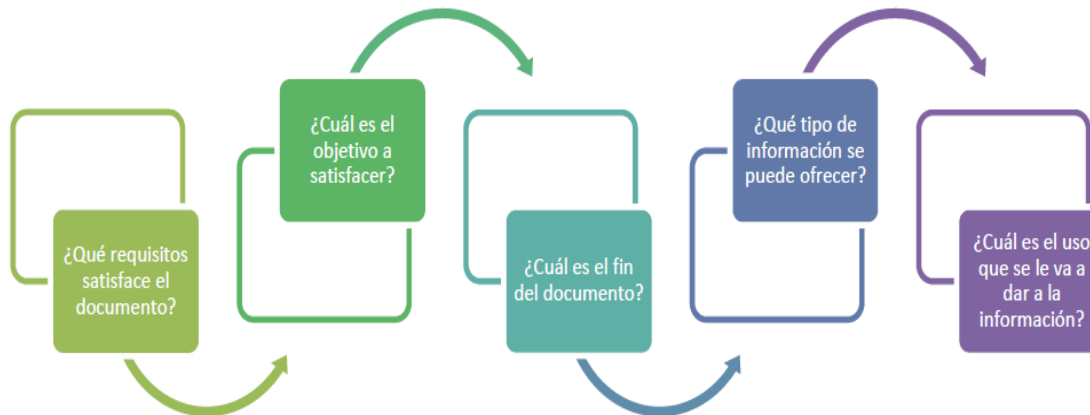 ¿Qué requisitos
satisface el
documento?
¿Cuál es el
objetivo a
satisfacer?
¿Cuál es el fin
del documento?
¿Qué tipo de
información se
puede ofrecer?
¿Cuál es el uso
que se le va a
dar a la
información?